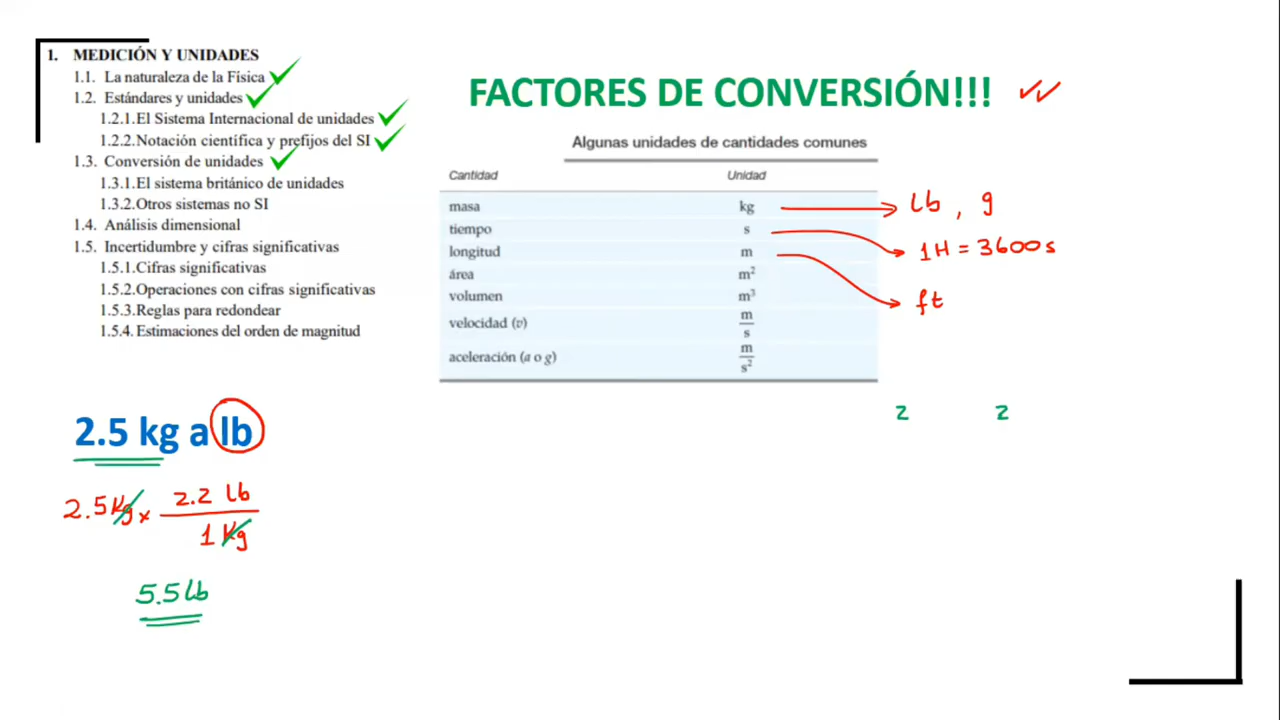 1. MEDICIÓN Y UNIDADES
1.1. La naturaleza de la Física
1.2. Estándares y unidades
1.2.1.El Sistema Internacional de unidades
1.2.2.Notación científica y prefijos del SI
1.3. Conversión de unidades
1.3.1.El sistema británico de unidades
1.3.2.Otros sistemas no SI
1.4. Análisis dimensional
1.5. Incertidumbre y cifras significativas
1.5.1.Cifras significativas
1.5.2.Operaciones con cifras significativas
1.5.3.Reglas para redondear
1.5.4.Estimaciones del orden de magnitud
FACTORES DE CONVERSIÓN!!!
Algunas unidades de cantidades comunes
Cantidad Unidad
masa kg
tiempo s
longitud m
área m²
volumen m³
velocidad (v) m/s
aceleración (a o g) m/s²
lb , g
1H = 3600s
ft
2 2
2.5 kg a lb
2.5 Kg x 2.2 lb / 1 Kg
5.5 lb